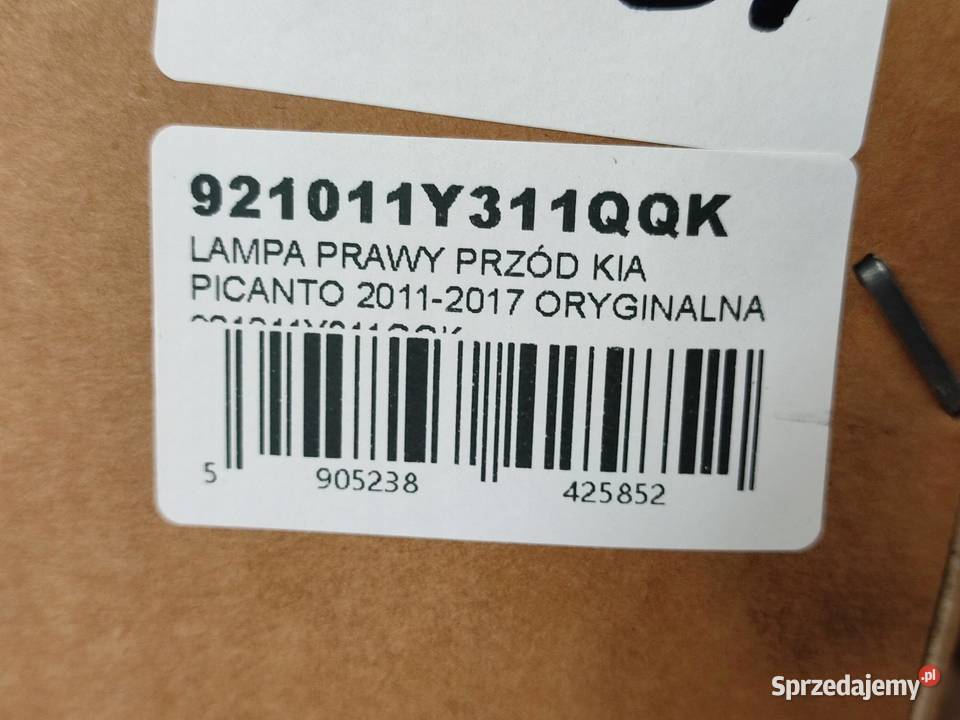 921011Y311QQK
LAMPA PRAWY PRZÓD KIA
PICANTO 2011-2017 ORYGINALNA
5 905238 425852
Sprzedajemy.pl